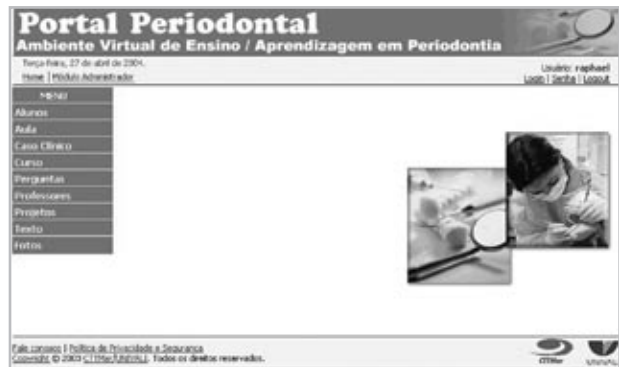 Portal Periodontal
Ambiente Virtual de Ensino / Aprendizagem em Periodontia
Terça-feira, 27 de abril de 2004.
Usuário: raphael
Home | Módulo Administrador
Login | Senha | Logout
MENU
Alunos
Aula
Caso Clínico
Curso
Perguntas
Professores
Projetos
Texto
Fotos
Fale conosco | Política de Privacidade e Segurança
Copyright © 2003 CTTMar/UNIVALI. Todos os direitos reservados.
CTTMar
UNIVALI